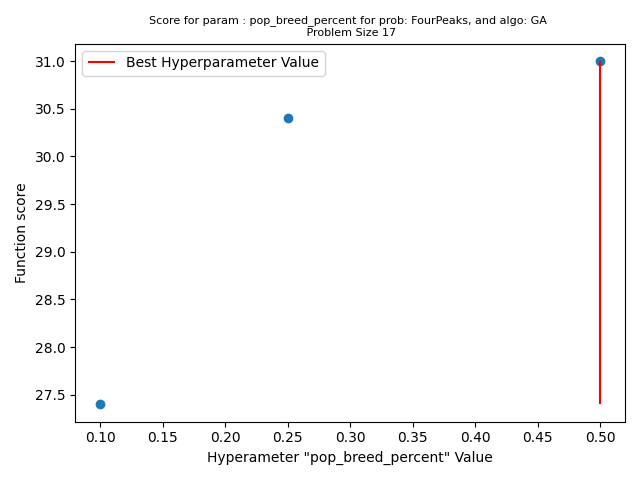 Score for param : pop_breed_percent for prob: FourPeaks, and algo: GA
Problem Size 17
Best Hyperparameter Value
31.0
30.5
30.0
29.5
29.0
28.5
28.0
27.5
Function score
0.10 0.15 0.20 0.25 0.30 0.35 0.40 0.45 0.50
Hyperameter "pop_breed_percent" Value